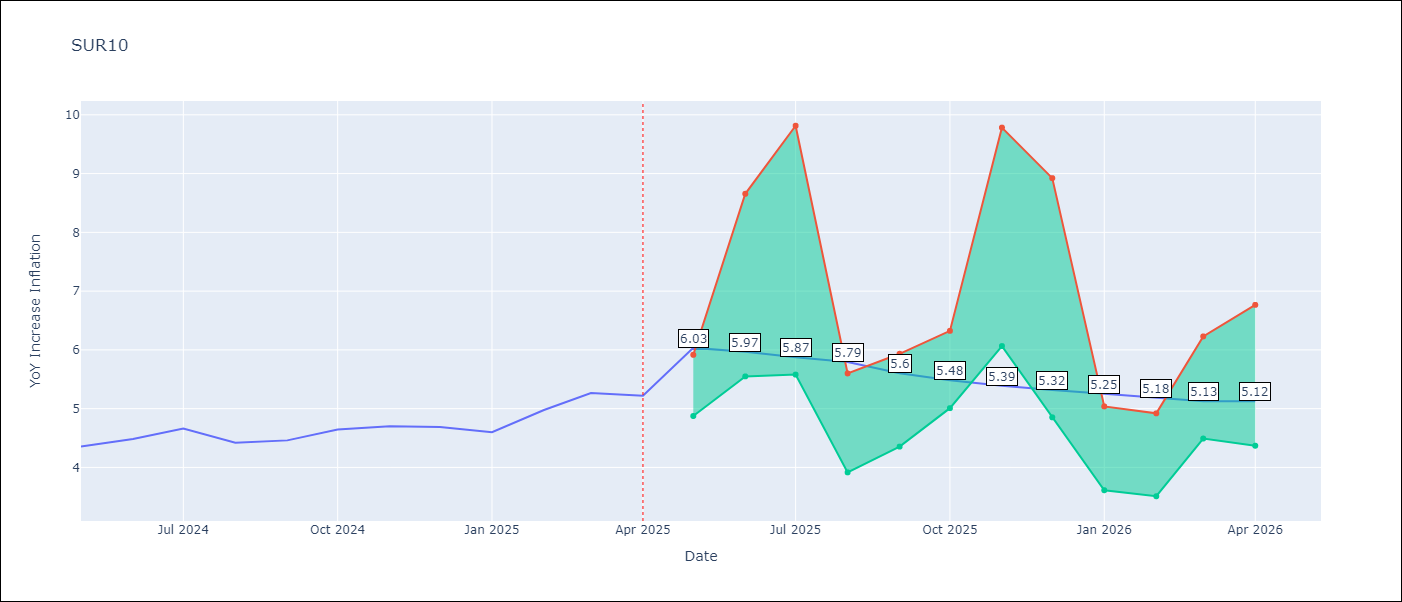 SUR10
YoY Increase Inflation
10
9
8
7
6
5
4
6.03
5.97
5.87
5.79
5.6
5.48
5.39
5.32
5.25
5.18
5.13
5.12
Jul 2024
Oct 2024
Jan 2025
Apr 2025
Jul 2025
Oct 2025
Jan 2026
Apr 2026
Date